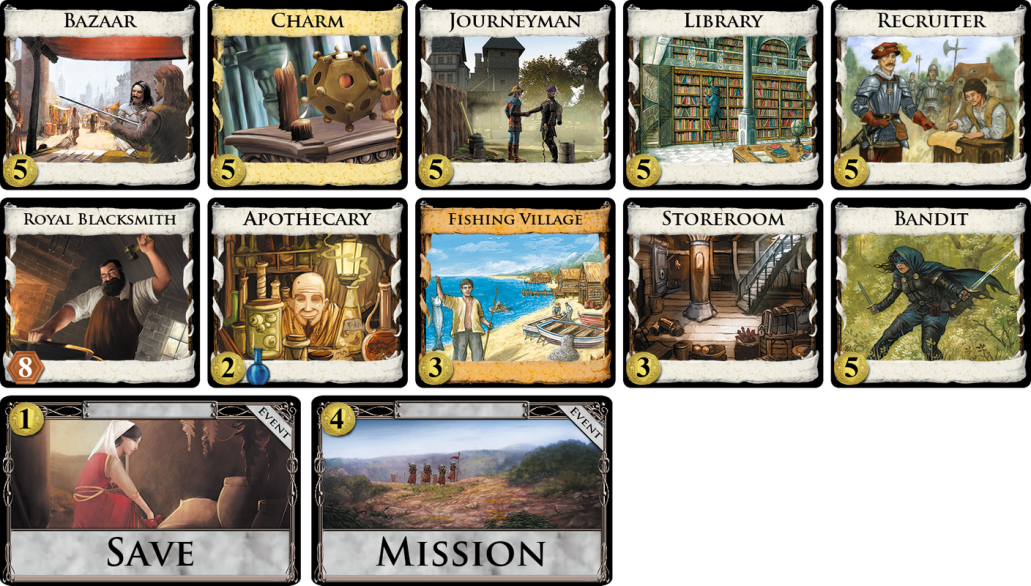 BAZAAR
CHARM
JOURNEYMAN
LIBRARY
RECRUITER
5
5
5
5
5
ROYAL BLACKSMITH
APOTHECARY
FISHING VILLAGE
STOREROOM
BANDIT
8
2
3
3
5
1
EVENT
4
EVENT
SAVE
MISSION